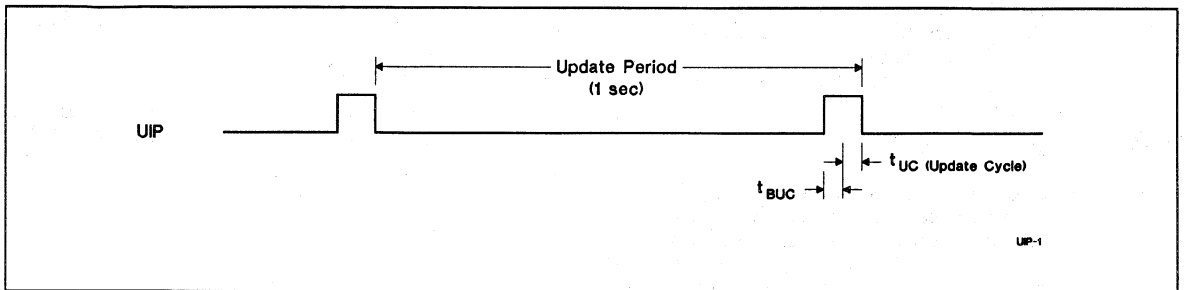 Update Period
(1 sec)
UIP
t UC (Update Cycle)
t BUC
UIP-1